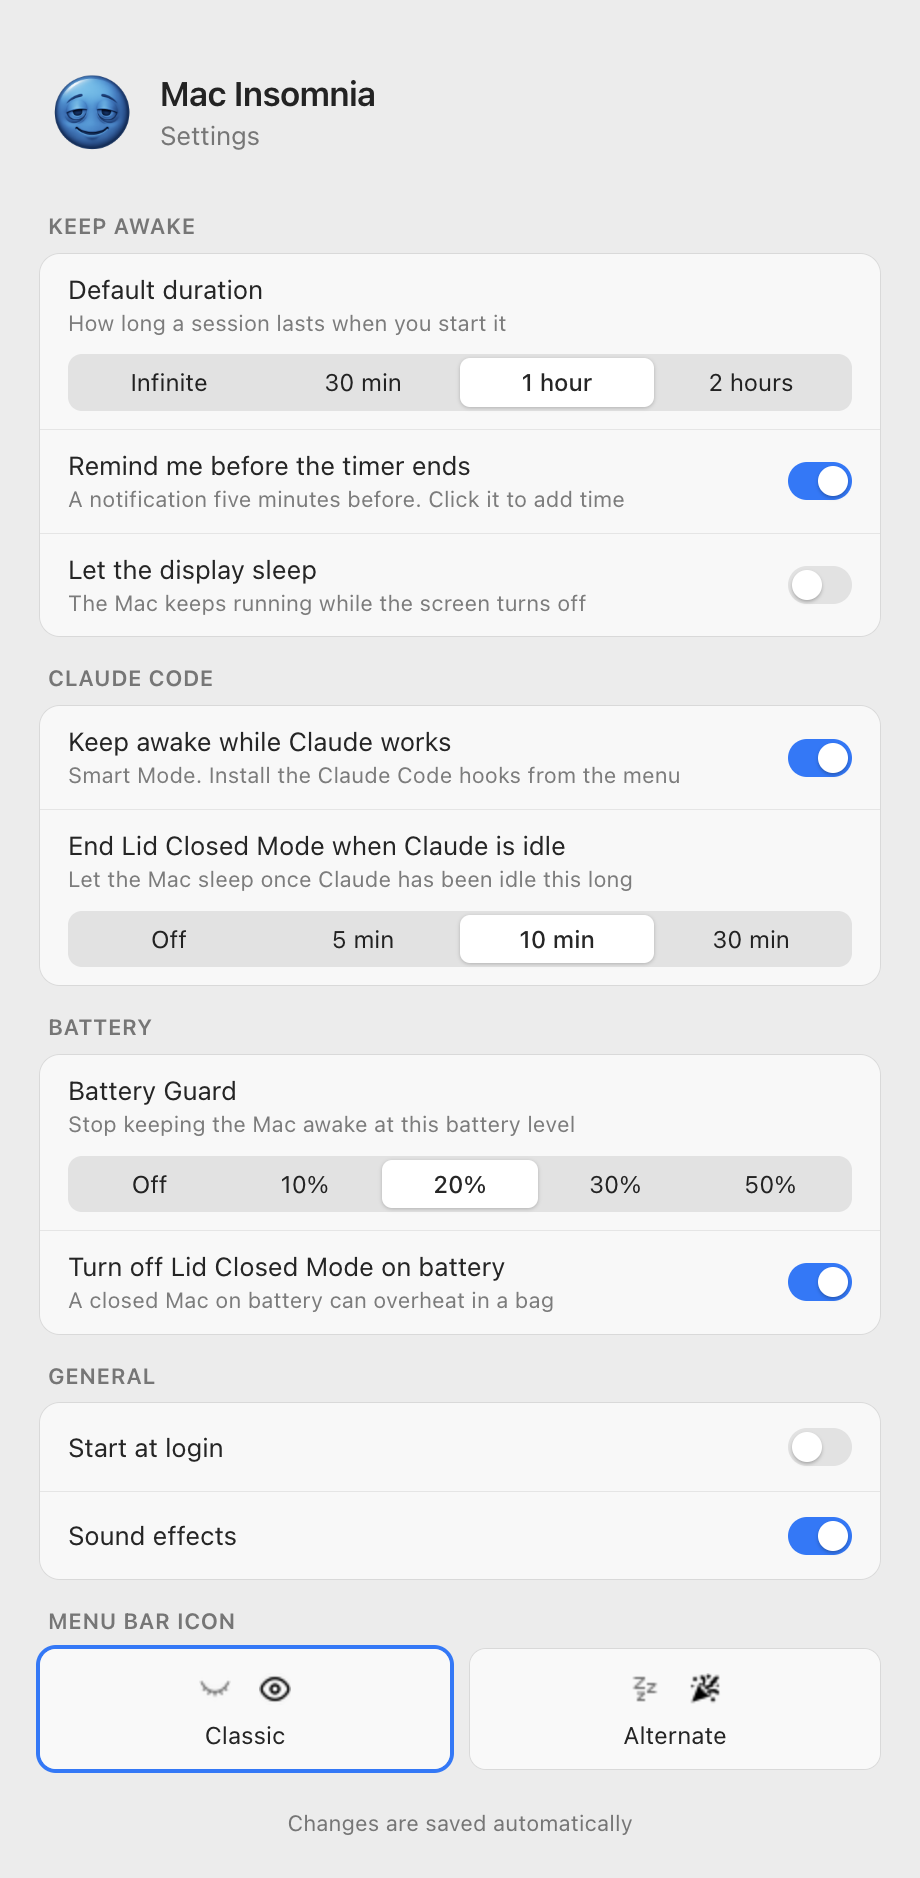 Mac Insomnia
Settings
KEEP AWAKE
Default duration
How long a session lasts when you start it
Infinite 30 min 1 hour 2 hours
Remind me before the timer ends
A notification five minutes before. Click it to add time
Let the display sleep
The Mac keeps running while the screen turns off
CLAUDE CODE
Keep awake while Claude works
Smart Mode. Install the Claude Code hooks from the menu
End Lid Closed Mode when Claude is idle
Let the Mac sleep once Claude has been idle this long
Off 5 min 10 min 30 min
BATTERY
Battery Guard
Stop keeping the Mac awake at this battery level
Off 10% 20% 30% 50%
Turn off Lid Closed Mode on battery
A closed Mac on battery can overheat in a bag
GENERAL
Start at login
Sound effects
MENU BAR ICON
Classic
zzz
Alternate
Changes are saved automatically